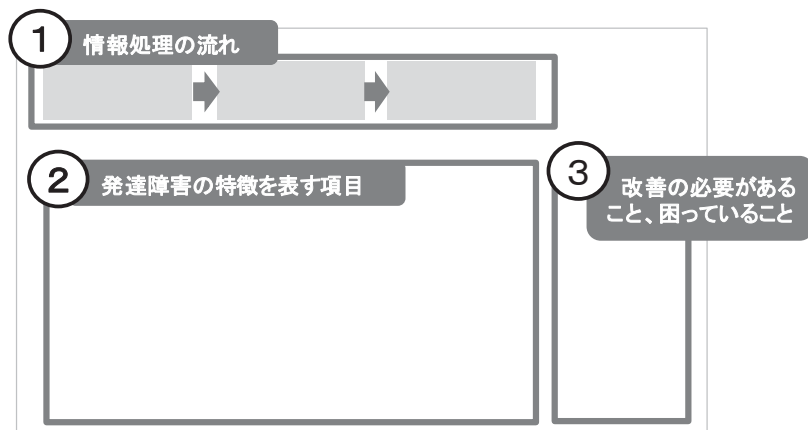 1
情報処理の流れ
2
発達障害の特徴を表す項目
3
改善の必要がある
こと、困っていること